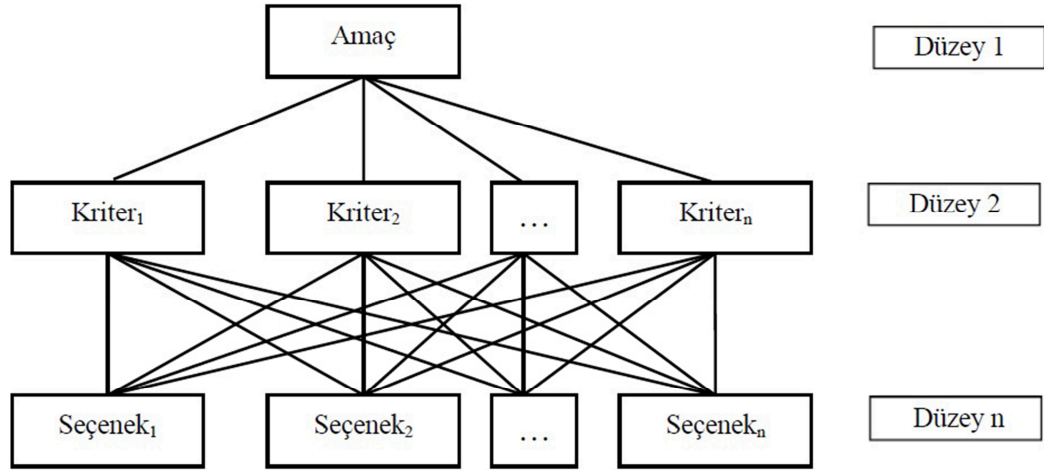 Amaç
Düzey 1
Kriter₁
Kriter₂
...
Kriterₙ
Düzey 2
Seçenek₁
Seçenek₂
...
Seçenekₙ
Düzey n